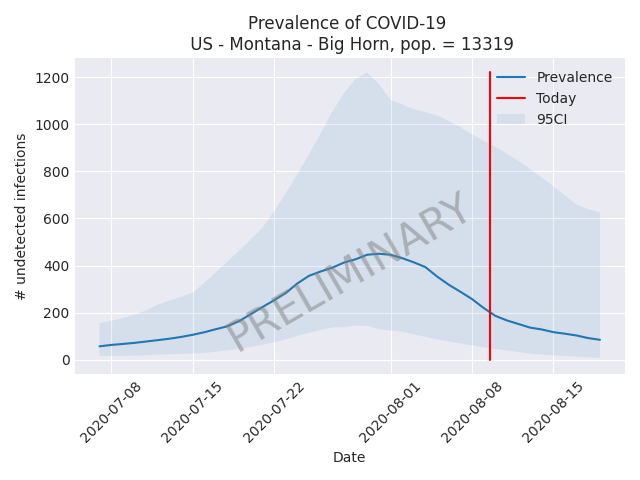 Prevalence of COVID-19
US - Montana - Big Horn, pop. = 13319
Prevalence
Today
95CI
PRELIMINARY
# undetected infections
1200
1000
800
600
400
200
0
2020-07-08
2020-07-15
2020-07-22
2020-08-01
2020-08-08
2020-08-15
Date